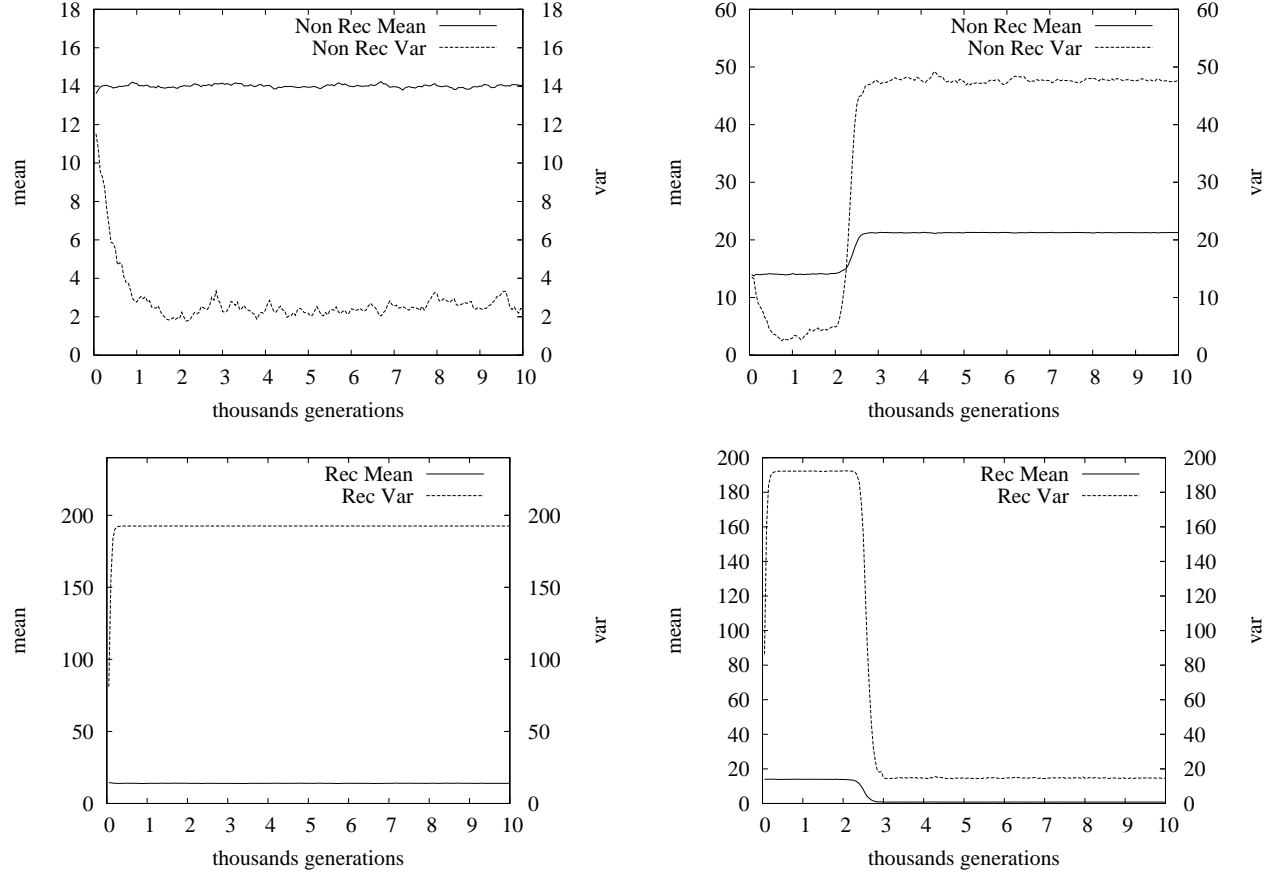 Non Rec Mean
Non Rec Var
18
16
14
12
10
8
6
4
2
0
18
16
14
12
10
8
6
4
2
0
mean
var
0 1 2 3 4 5 6 7 8 9 10
thousands generations
Non Rec Mean
Non Rec Var
60
50
40
30
20
10
0
60
50
40
30
20
10
0
mean
var
0 1 2 3 4 5 6 7 8 9 10
thousands generations
Rec Mean
Rec Var
200
150
100
50
0
200
150
100
50
0
mean
var
0 1 2 3 4 5 6 7 8 9 10
thousands generations
Rec Mean
Rec Var
200
180
160
140
120
100
80
60
40
20
0
200
180
160
140
120
100
80
60
40
20
0
mean
var
0 1 2 3 4 5 6 7 8 9 10
thousands generations